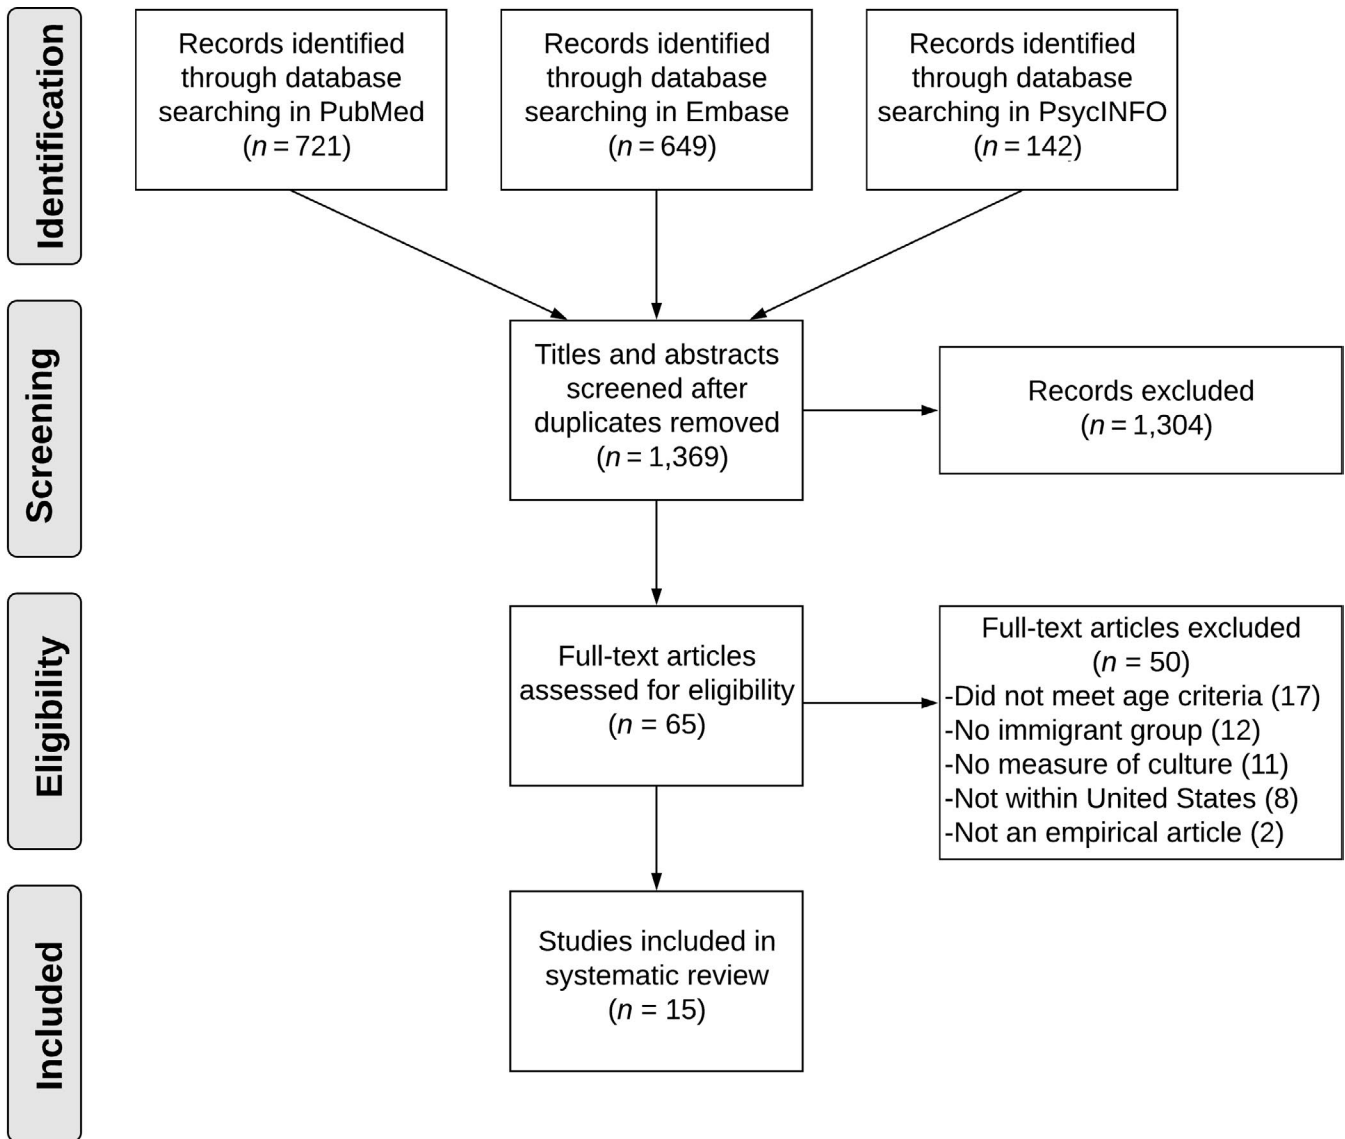 Identification
Records identified
through database
searching in PubMed
(n = 721)
Records identified
through database
searching in Embase
(n = 649)
Records identified
through database
searching in PsycINFO
(n = 142)
Screening
Titles and abstracts
screened after
duplicates removed
(n = 1,369)
Records excluded
(n = 1,304)
Eligibility
Full-text articles
assessed for eligibility
(n = 65)
Full-text articles excluded
(n = 50)
-Did not meet age criteria (17)
-No immigrant group (12)
-No measure of culture (11)
-Not within United States (8)
-Not an empirical article (2)
Included
Studies included in
systematic review
(n = 15)